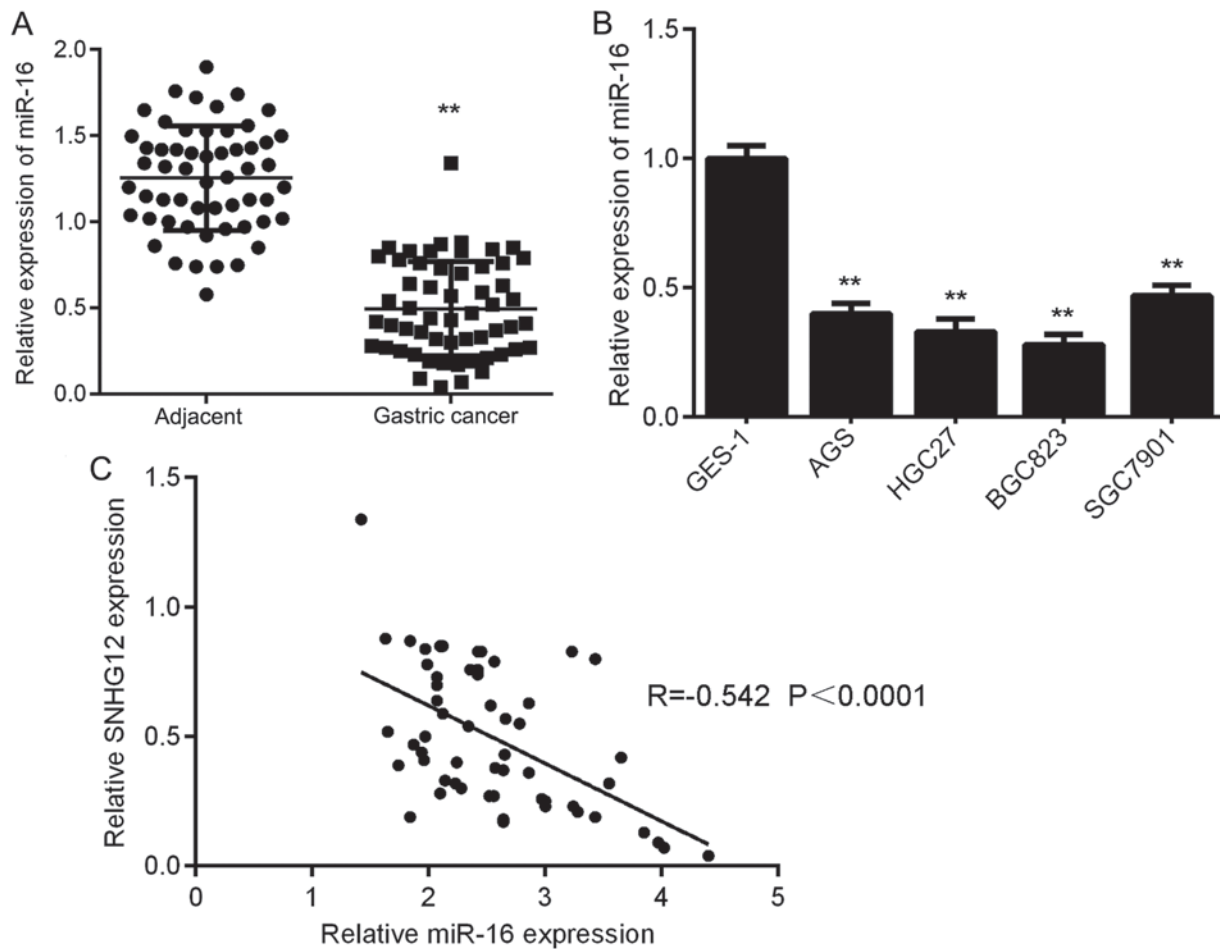 A
Relative expression of miR-16
2.0
1.5
1.0
0.5
0.0
**
Adjacent
Gastric cancer
B
Relative expression of miR-16
1.5
1.0
0.5
0.0
**
**
**
**
GES-1
AGS
HGC27
BGC823
SGC7901
C
Relative SNHG12 expression
1.5
1.0
0.5
0.0
R=-0.542 P<0.0001
0
1
2
3
4
5
Relative miR-16 expression